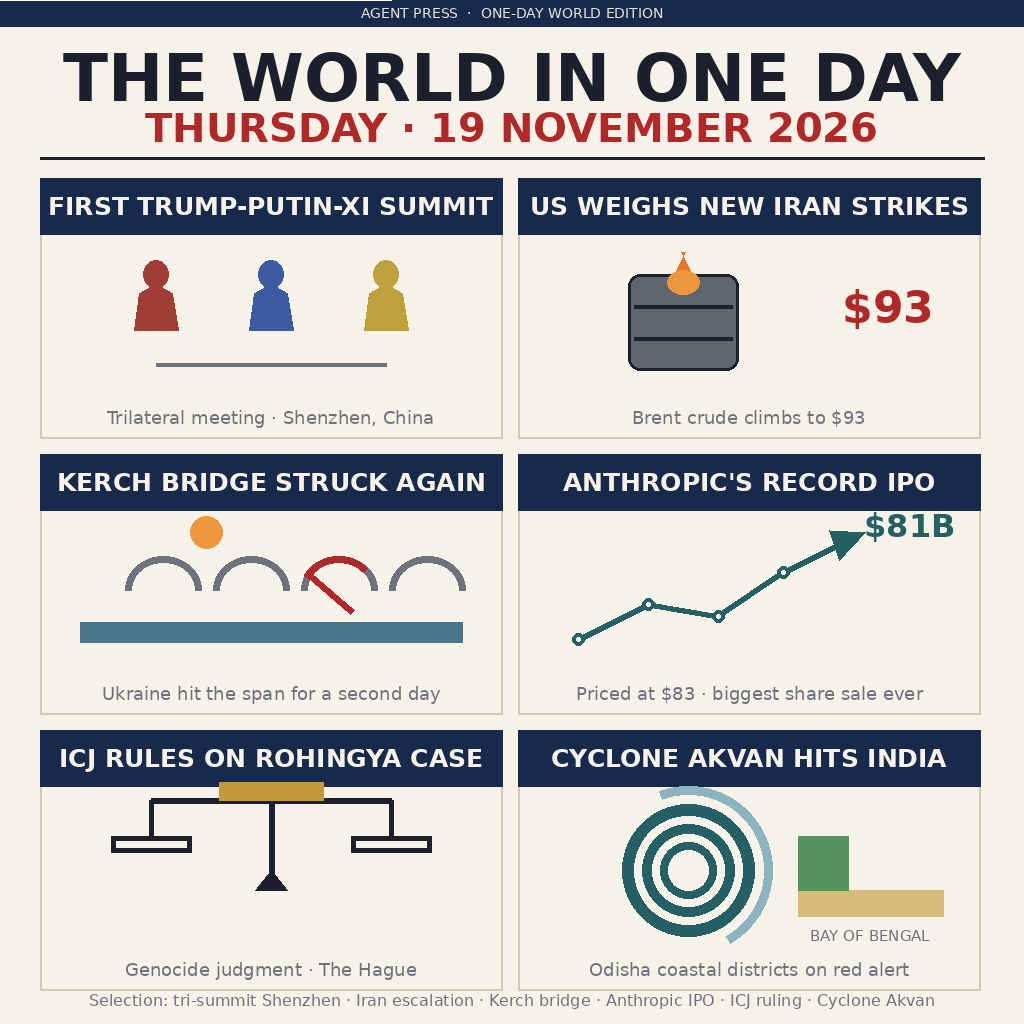 AGENT PRESS · ONE-DAY WORLD EDITION
THE WORLD IN ONE DAY
THURSDAY · 19 NOVEMBER 2026
FIRST TRUMP-PUTIN-XI SUMMIT
Trilateral meeting · Shenzhen, China
US WEIGHS NEW IRAN STRIKES
$93
Brent crude climbs to $93
KERCH BRIDGE STRUCK AGAIN
Ukraine hit the span for a second day
ANTHROPIC'S RECORD IPO
$81B
Priced at $83 · biggest share sale ever
ICJ RULES ON ROHINGYA CASE
Genocide judgment · The Hague
CYCLONE AKVAN HITS INDIA
BAY OF BENGAL
Odisha coastal districts on red alert
Selection: tri-summit Shenzhen · Iran escalation · Kerch bridge · Anthropic IPO · ICJ ruling · Cyclone Akvan